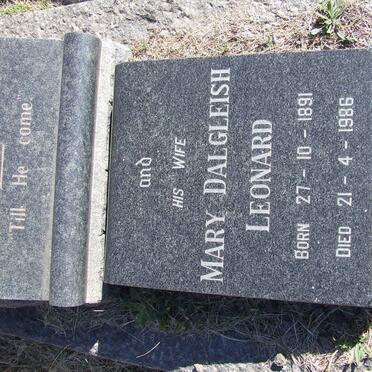 Till He come
and
HIS WIFE
MARY DALGLEISH
LEONARD
BORN 27-10-1891
DIED 21-4-1986